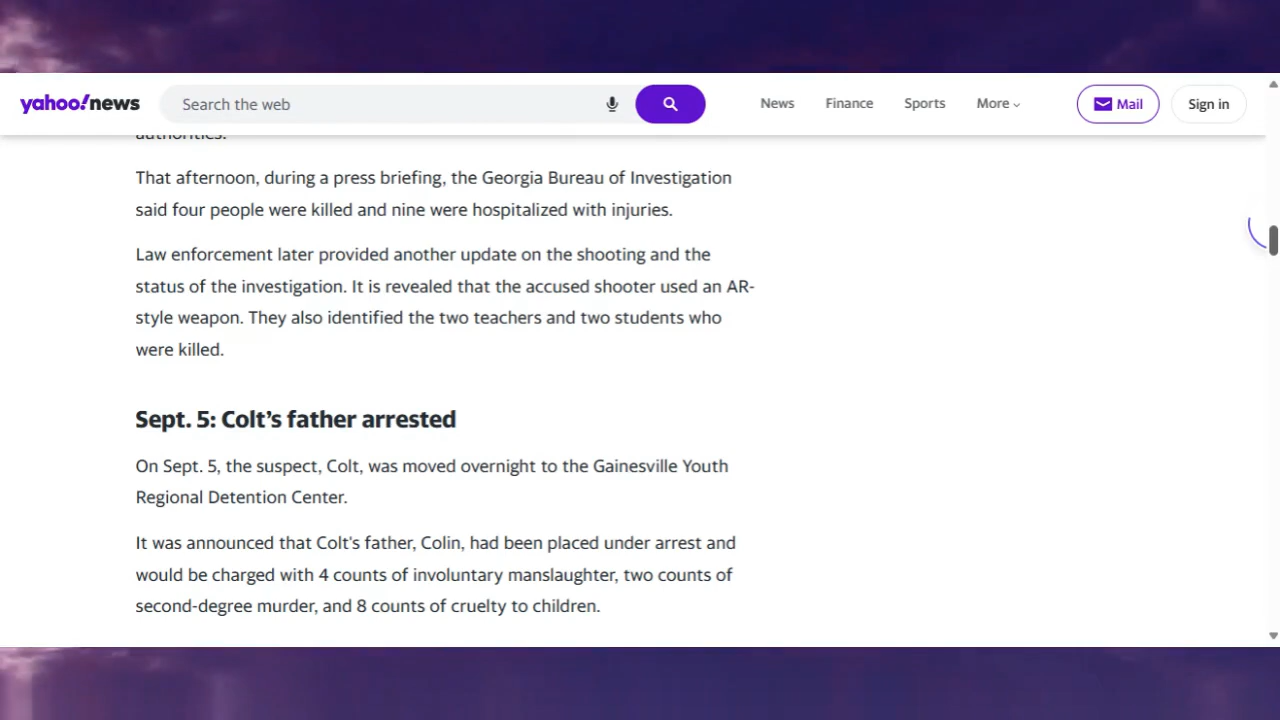 yahoo!news
Search the web
News
Finance
Sports
More
Mail
Sign in
authorities.
That afternoon, during a press briefing, the Georgia Bureau of Investigation
said four people were killed and nine were hospitalized with injuries.
Law enforcement later provided another update on the shooting and the
status of the investigation. It is revealed that the accused shooter used an AR-
style weapon. They also identified the two teachers and two students who
were killed.
Sept. 5: Colt’s father arrested
On Sept. 5, the suspect, Colt, was moved overnight to the Gainesville Youth
Regional Detention Center.
It was announced that Colt's father, Colin, had been placed under arrest and
would be charged with 4 counts of involuntary manslaughter, two counts of
second-degree murder, and 8 counts of cruelty to children.